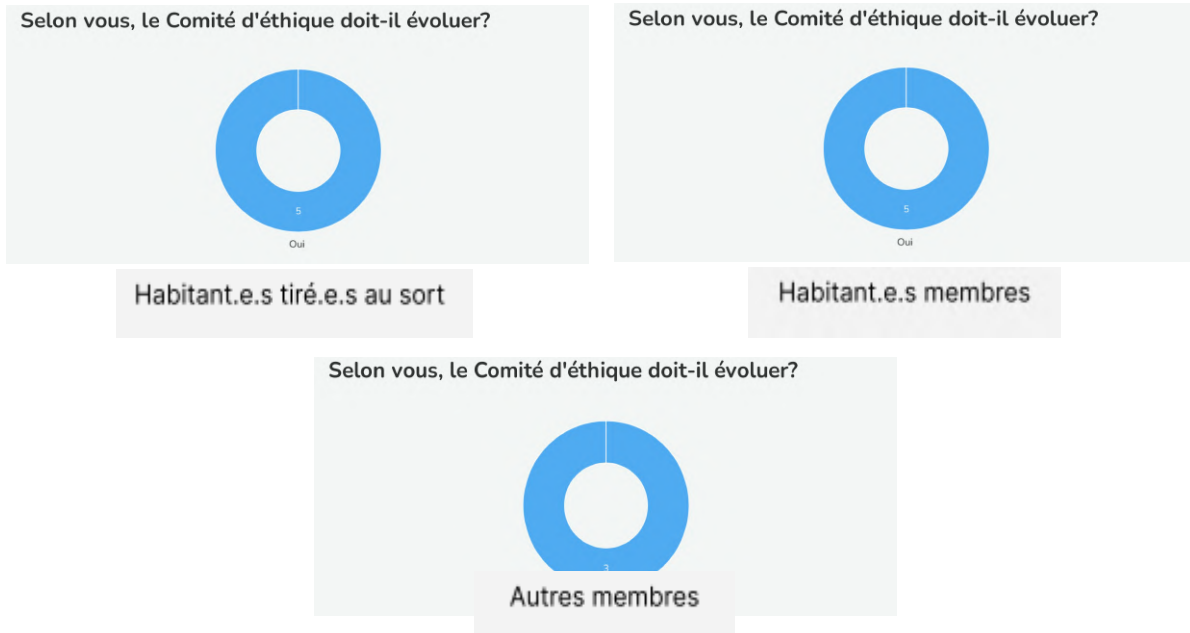 Selon vous, le Comité d'éthique doit-il évoluer?
5
Oui
Habitant.e.s tiré.e.s au sort
Selon vous, le Comité d'éthique doit-il évoluer?
5
Oui
Habitant.e.s membres
Selon vous, le Comité d'éthique doit-il évoluer?
3
Autres membres